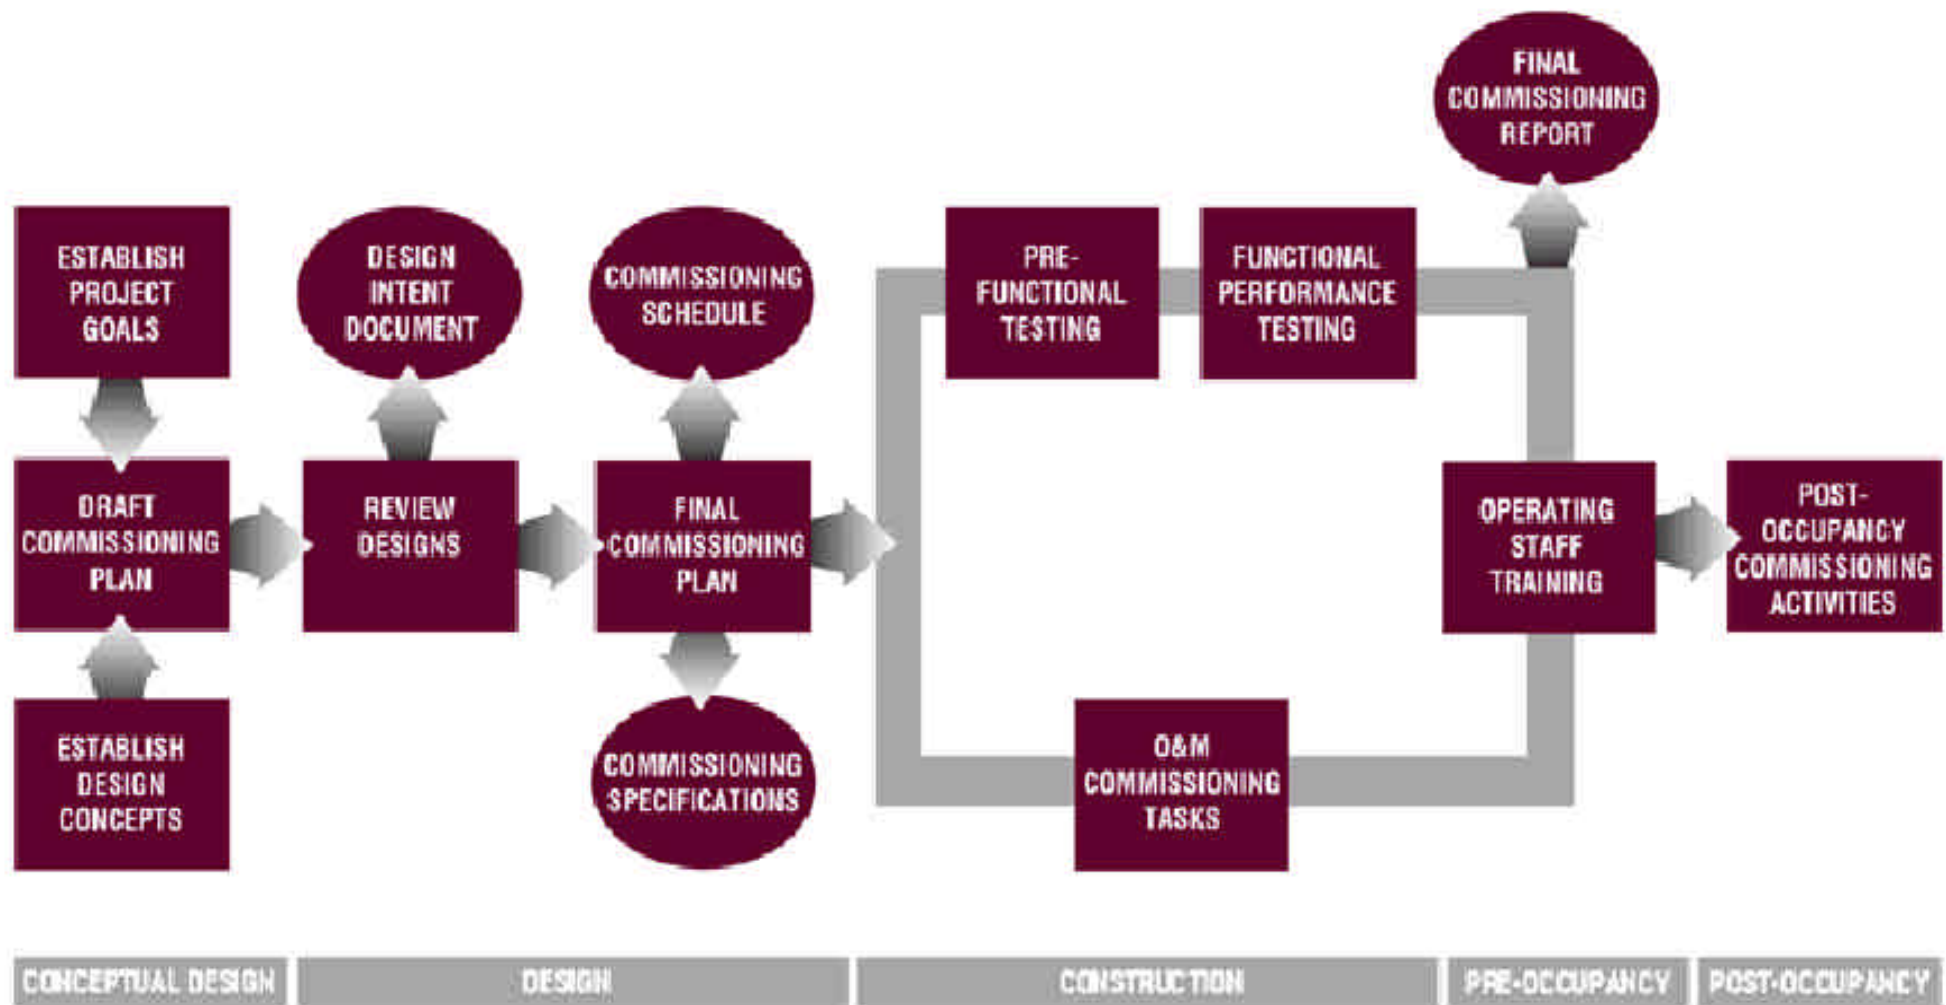 FINAL
COMMISSIONING
REPORT
ESTABLISH
PROJECT
GOALS
DESIGN
INTENT
DOCUMENT
COMMISSIONING
SCHEDULE
PRE-
FUNCTIONAL
TESTING
FUNCTIONAL
PERFORMANCE
TESTING
DRAFT
COMMISSIONING
PLAN
REVIEW
DESIGNS
FINAL
COMMISSIONING
PLAN
OPERATING
STAFF
TRAINING
POST-
OCCUPANCY
COMMISSIONING
ACTIVITIES
ESTABLISH
DESIGN
CONCEPTS
COMMISSIONING
SPECIFICATIONS
O&M
COMMISSIONING
TASKS
CONCEPTUAL DESIGN
DESIGN
CONSTRUCTION
PRE-OCCUPANCY
POST-OCCUPANCY